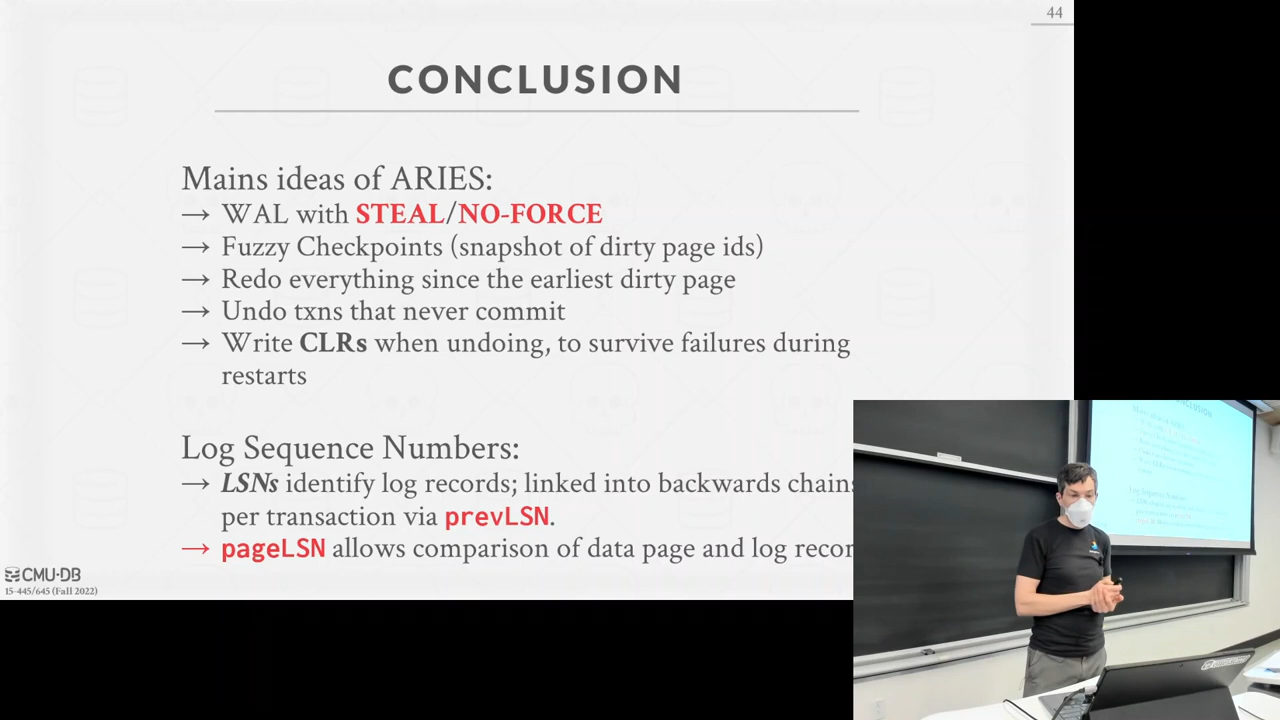 44
CONCLUSION
Mains ideas of ARIES:
→ WAL with STEAL/NO-FORCE
→ Fuzzy Checkpoints (snapshot of dirty page ids)
→ Redo everything since the earliest dirty page
→ Undo txns that never commit
→ Write CLRs when undoing, to survive failures during
restarts
Log Sequence Numbers:
→ LSNs identify log records; linked into backwards chains
per transaction via prevLSN.
→ pageLSN allows comparison of data page and log recor
CMU·DB
15-445/645 (Fall 2022)